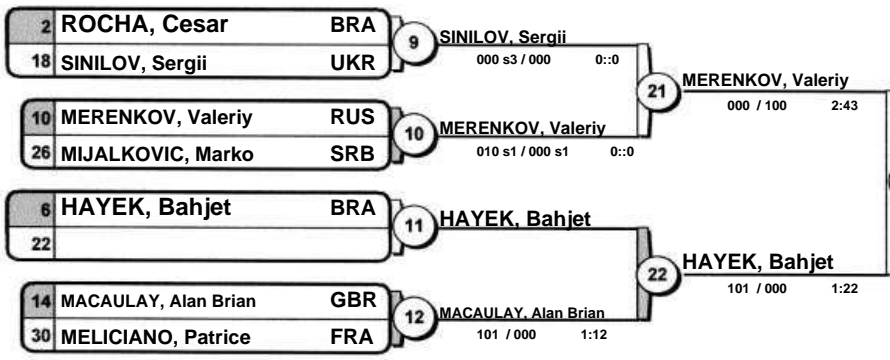 2 ROCHA, Cesar BRA
18 SINILOV, Sergii UKR
9 SINILOV, Sergii
000 s3 / 000 0::0
10 MERENKOV, Valeriy RUS
26 MIJALKOVIC, Marko SRB
10 MERENKOV, Valeriy
010 s1 / 000 s1 0::0
21 MERENKOV, Valeriy
000 / 100 2:43
6 HAYEK, Bahjet BRA
22
11 HAYEK, Bahjet
14 MACAULAY, Alan Brian GBR
30 MELICIANO, Patrice FRA
12 MACAULAY, Alan Brian
101 / 000 1:12
22 HAYEK, Bahjet
101 / 000 1:22